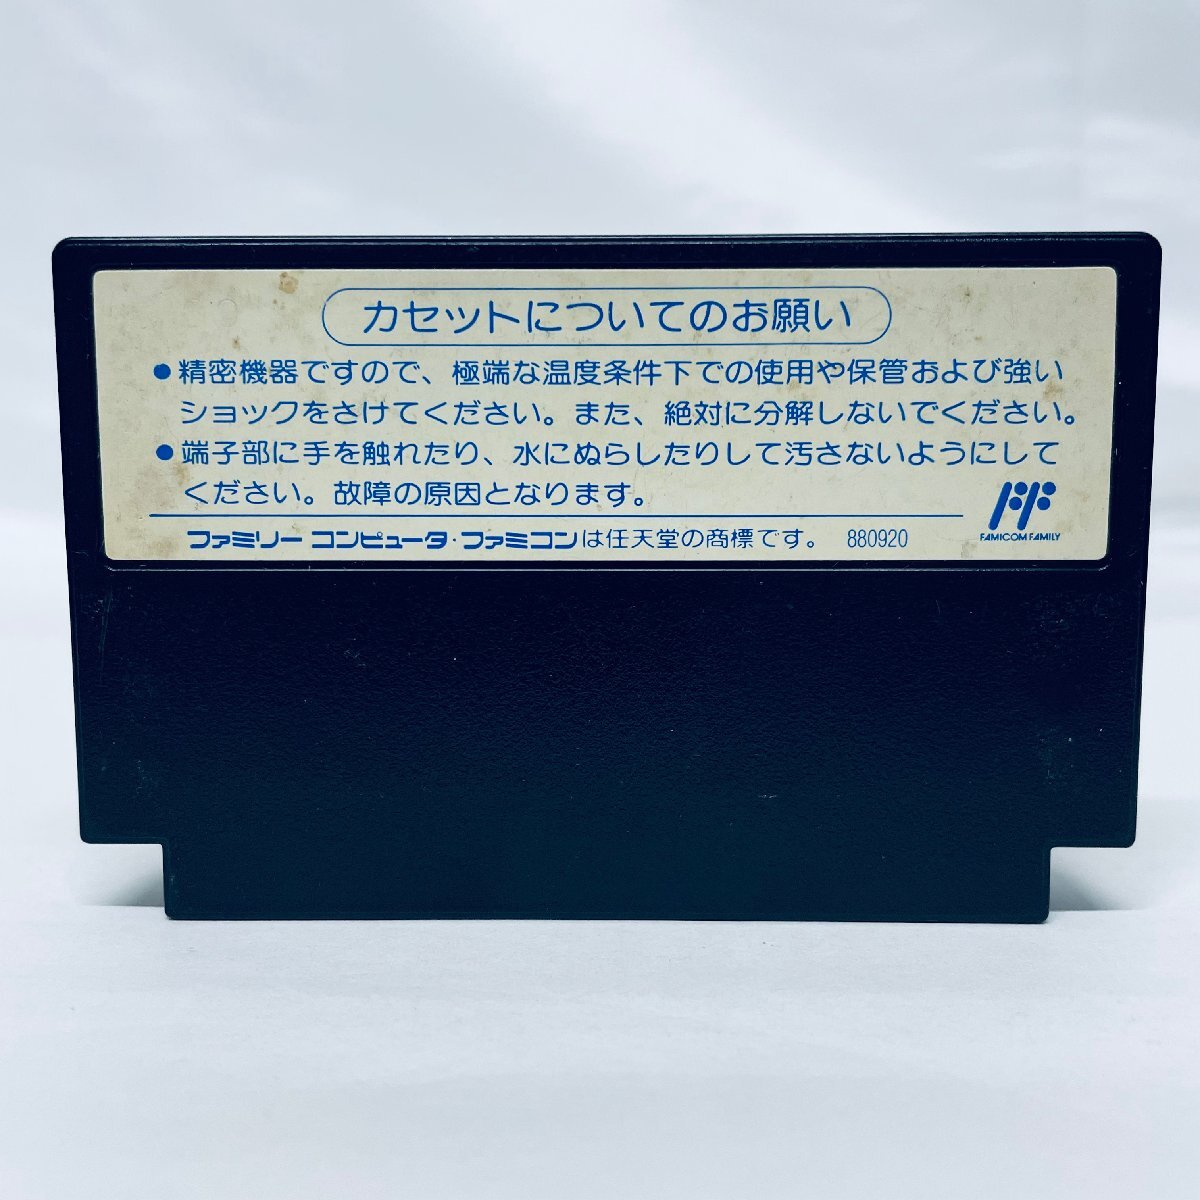 カセットについてのお願い
●精密機器ですので、極端な温度条件下での使用や保管および強い
ショックをさけてください。また、絶対に分解しないでください。
●端子部に手を触れたり、水にぬらしたりして汚さないようにして
ください。故障の原因となります。
ファミリー コンピュータ・ファミコンは任天堂の商標です。 880920
FAMICOM FAMILY